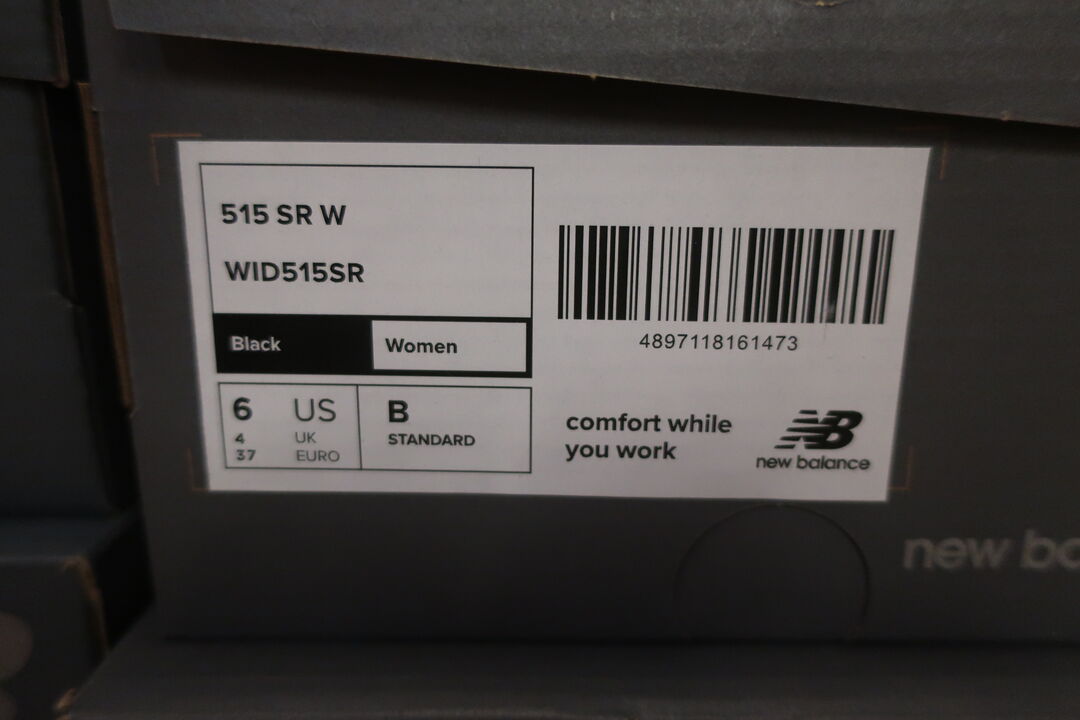 515 SR W
WID515SR
Black
Women
6 US
4 UK
37 EURO
B
STANDARD
4897118161473
comfort while
you work
NB
new balance
new ba